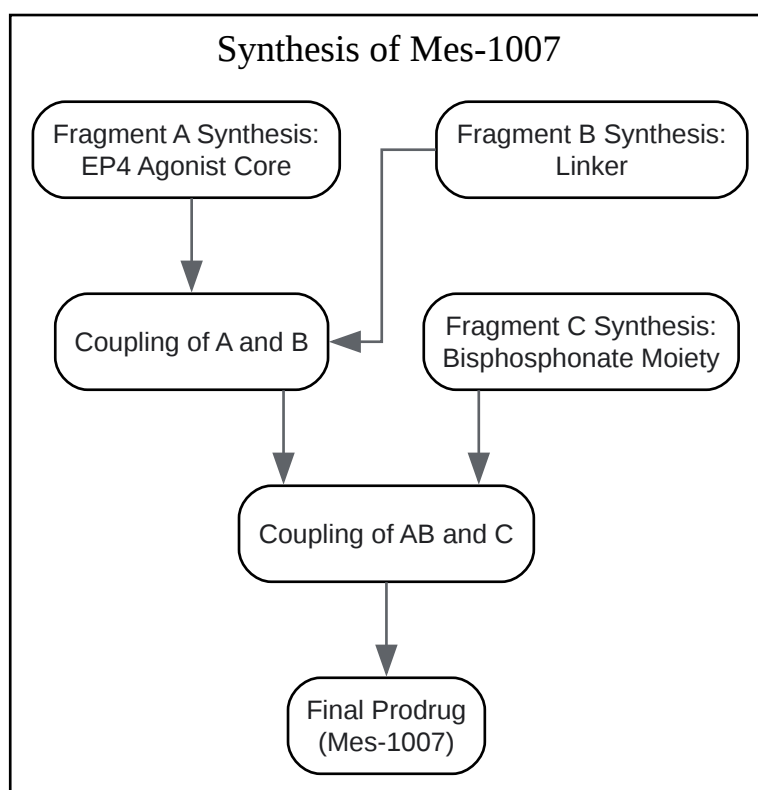 Synthesis of Mes-1007
Fragment A Synthesis:
EP4 Agonist Core
Fragment B Synthesis:
Linker
Coupling of A and B
Fragment C Synthesis:
Bisphosphonate Moiety
Coupling of AB and C
Final Prodrug
(Mes-1007)